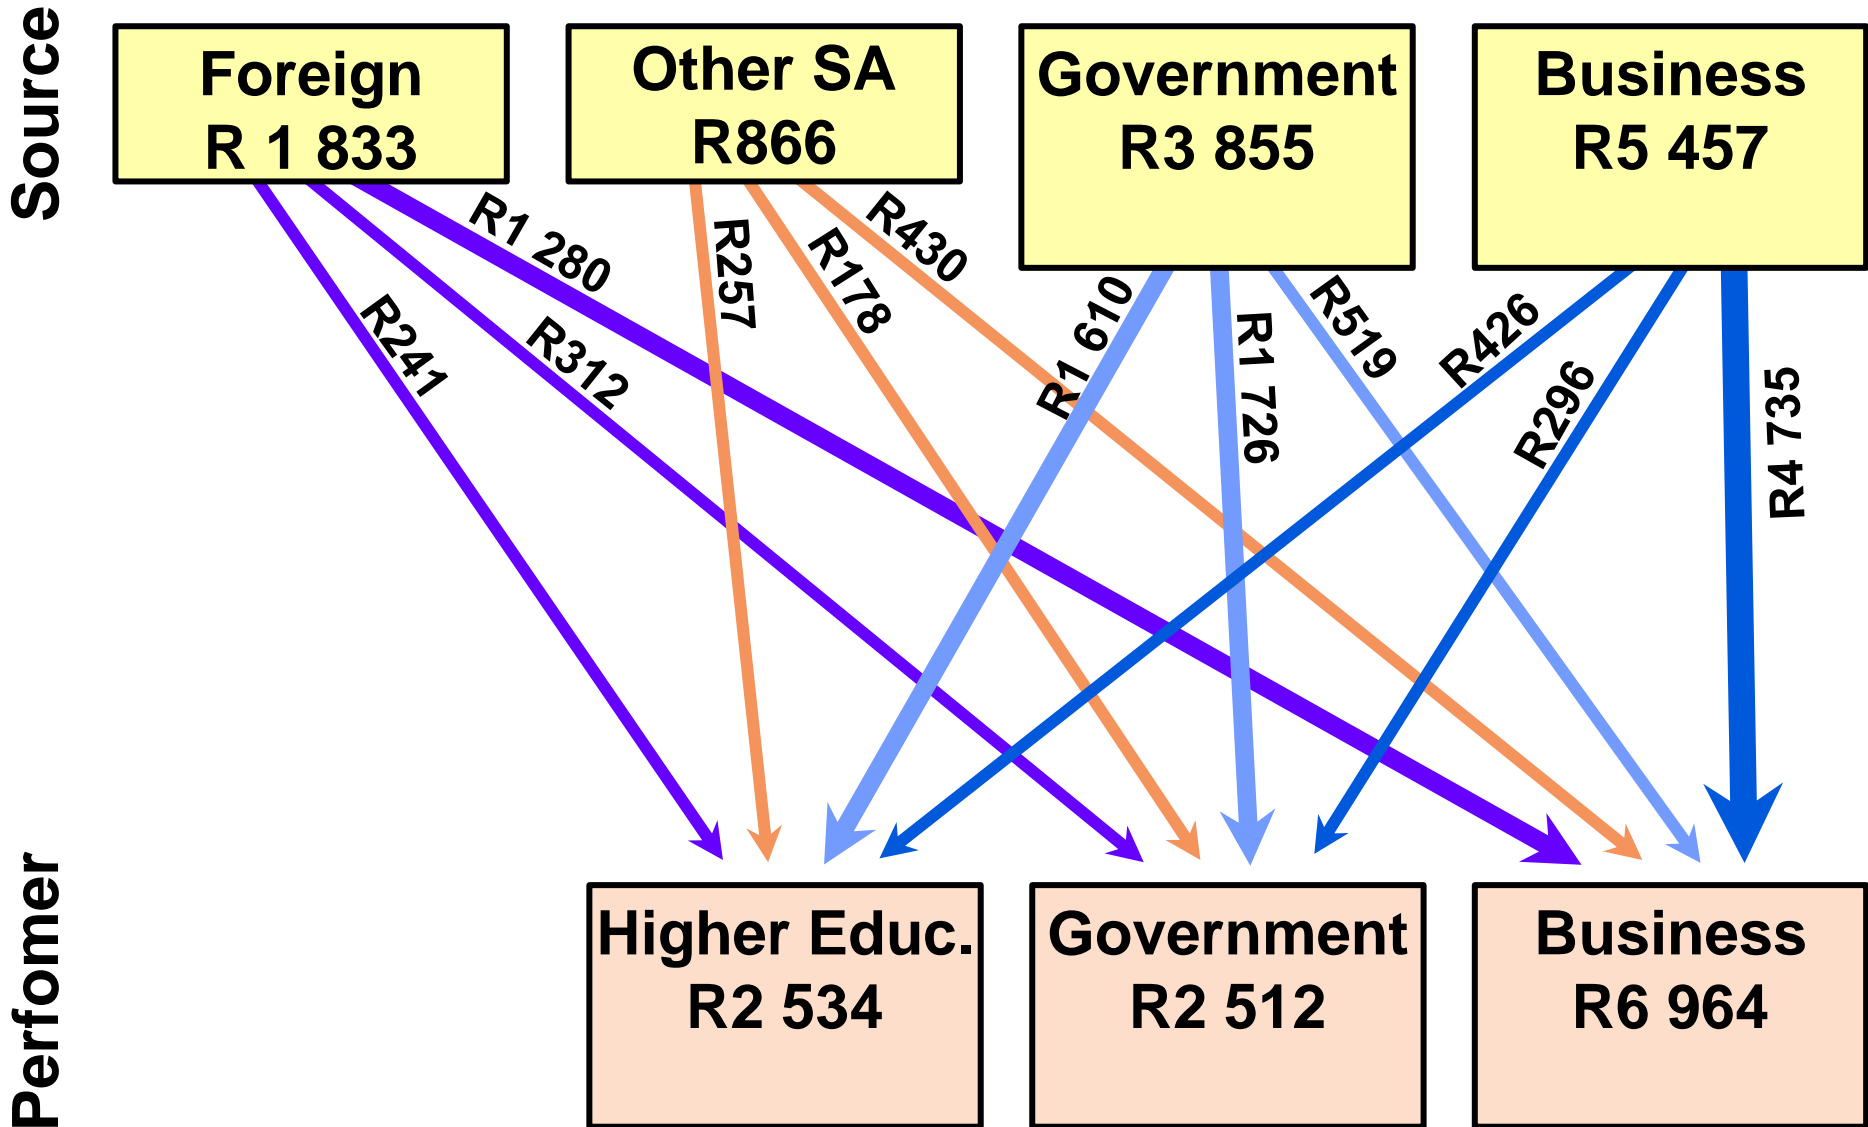 Source
Foreign
R 1 833
Other SA
R866
Government
R3 855
Business
R5 457
R241
R312
R1 280
R257
R178
R430
R1 610
R1 726
R519
R426
R296
R4 735
Perfomer
Higher Educ.
R2 534
Government
R2 512
Business
R6 964